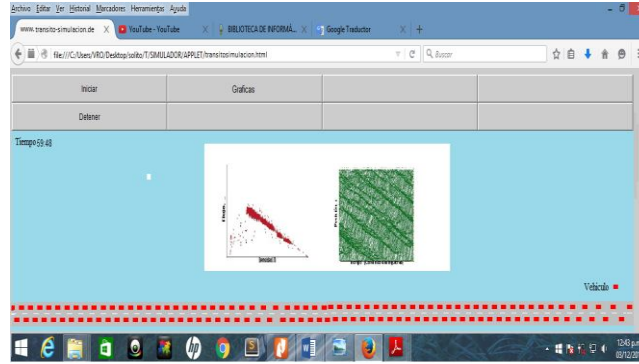 Archivo Editar Ver Historial Marcadores Herramientas Ayuda
www. transito-simulacion.de
YouTube - YouTube
BIBLIOTECA DE INFORMÁ...
Google Traductor
file:///C:/Users/VRO/Desktop/solito/T/SIMULADOR/APPLET/transitosimulacion.html
Buscar
Iniciar
Graficas
Detener
Tiempo 59:48
Vehiculo
12:43 p.m.